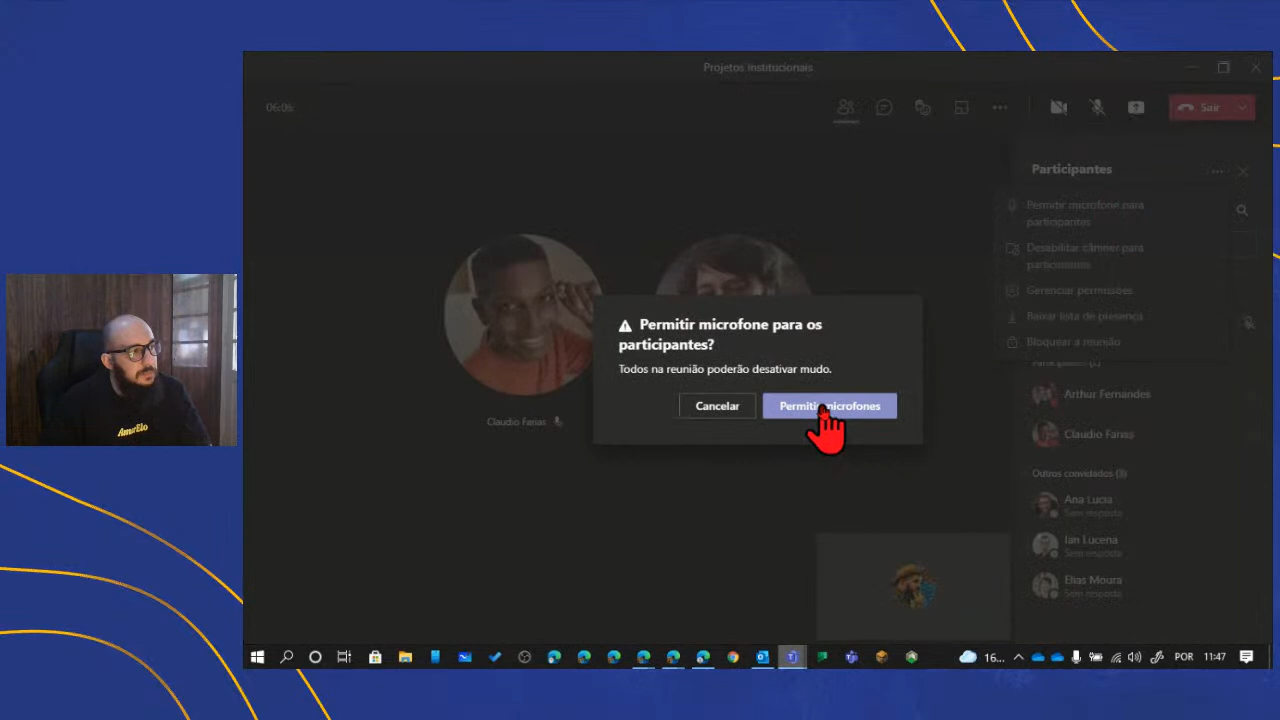 Projetos institucionais
06:06
Sair
Participantes
Permitir microfone para
participantes
Desabilitar câmera para
participantes
Gerenciar permissões
Baixar lista de presença
Bloquear a reunião
Permitir microfone para os
participantes?
Todos na reunião poderão desativar mudo.
Cancelar
Permitir microfones
Claudio Farias
Arthur Fernandes
Claudio Farias
Outros convidados (3)
Ana Lucia
Sem resposta
Ian Lucena
Sem resposta
Elias Moura
Sem resposta
AmarElo
16...
POR
11:47